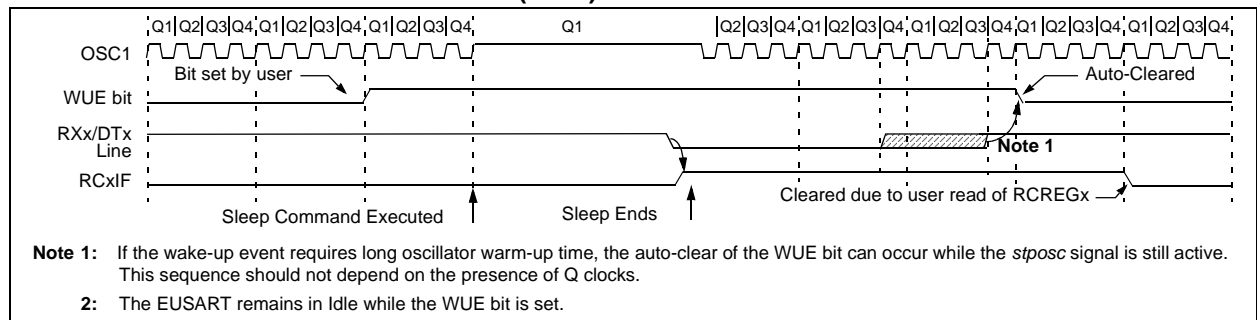 Q1 Q2 Q3 Q4 Q1 Q2 Q3 Q4 Q1 Q2 Q3 Q4 Q1 Q2 Q3 Q4 Q1 Q2 Q3 Q4 Q1 Q2 Q3 Q4 Q1 Q2 Q3 Q4 Q1 Q2 Q3 Q4
OSC1
Bit set by user
Auto-Cleared
WUE bit
RXx/DTx
Line
Note 1
RCxIF
Cleared due to user read of RCREGx
Sleep Command Executed
Sleep Ends
Note 1: If the wake-up event requires long oscillator warm-up time, the auto-clear of the WUE bit can occur while the stposc signal is still active.
This sequence should not depend on the presence of Q clocks.
2: The EUSART remains in Idle while the WUE bit is set.